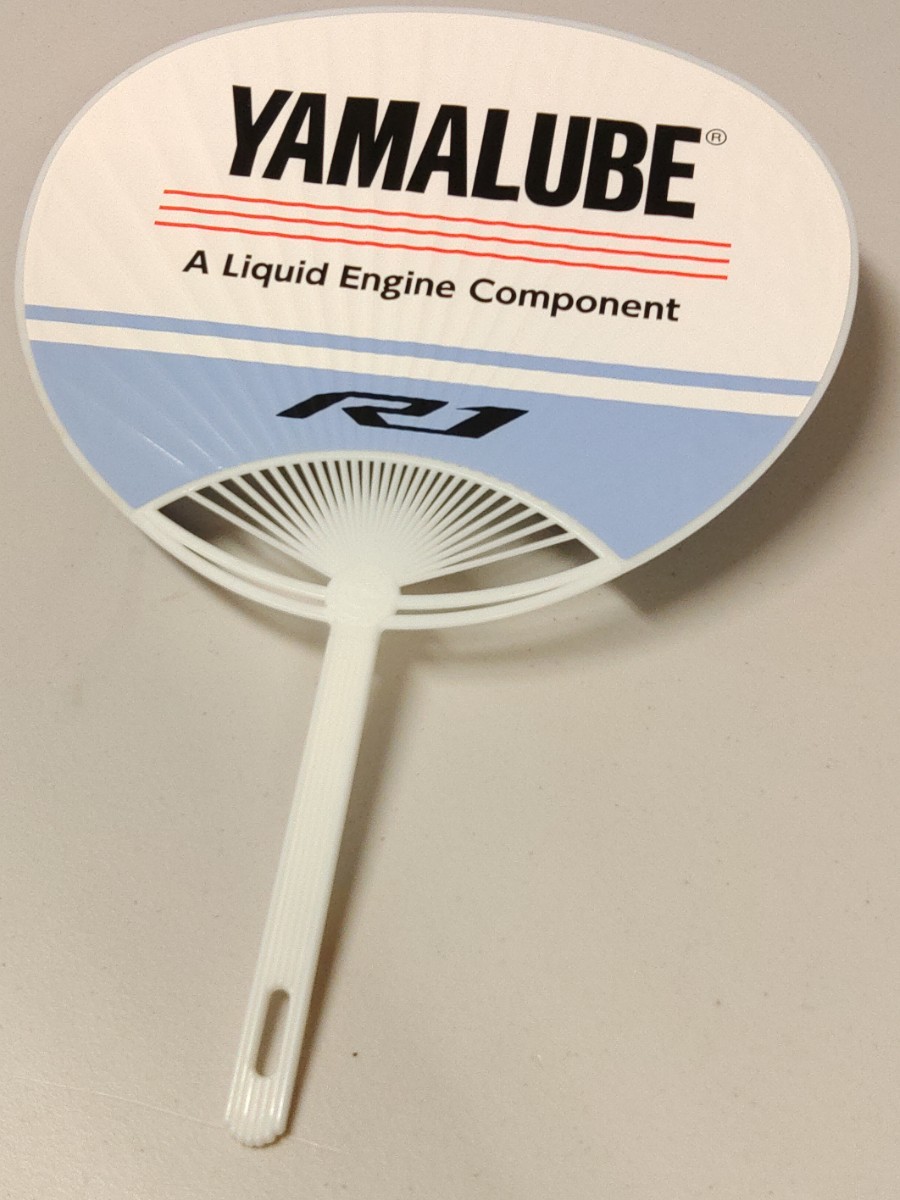 YAMALUBE®
A Liquid Engine Component
R1